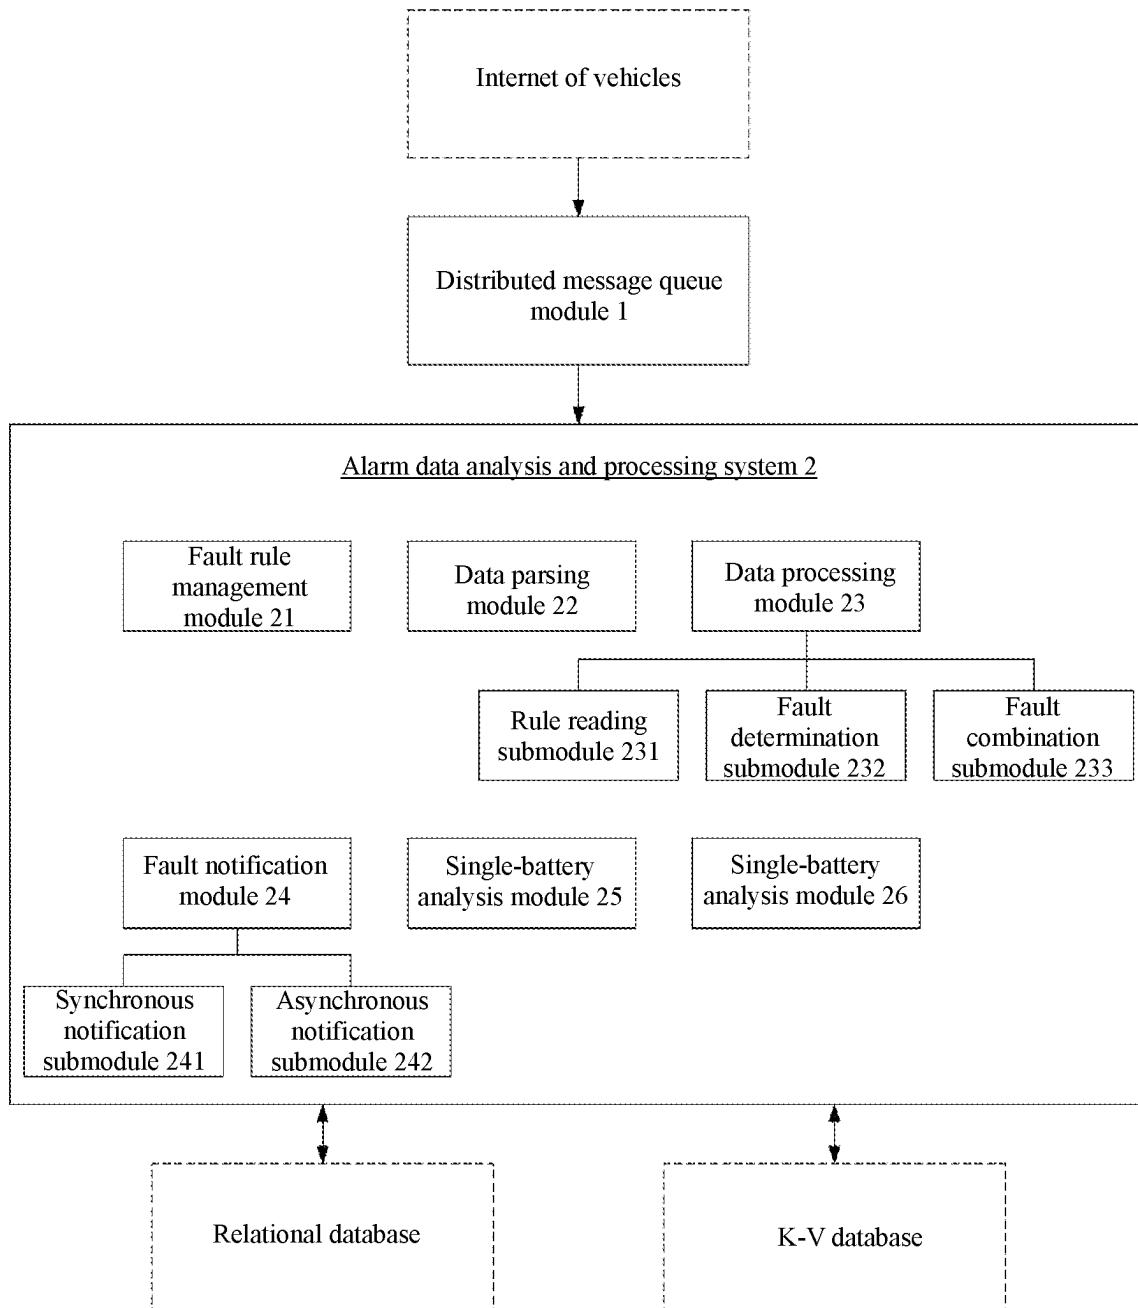 Internet of vehicles
Distributed message queue
module 1
Alarm data analysis and processing system 2
Fault rule
management
module 21
Data parsing
module 22
Data processing
module 23
Rule reading
submodule 231
Fault
determination
submodule 232
Fault
combination
submodule 233
Fault notification
module 24
Single-battery
analysis module 25
Single-battery
analysis module 26
Synchronous
notification
submodule 241
Asynchronous
notification
submodule 242
Relational database
K-V database